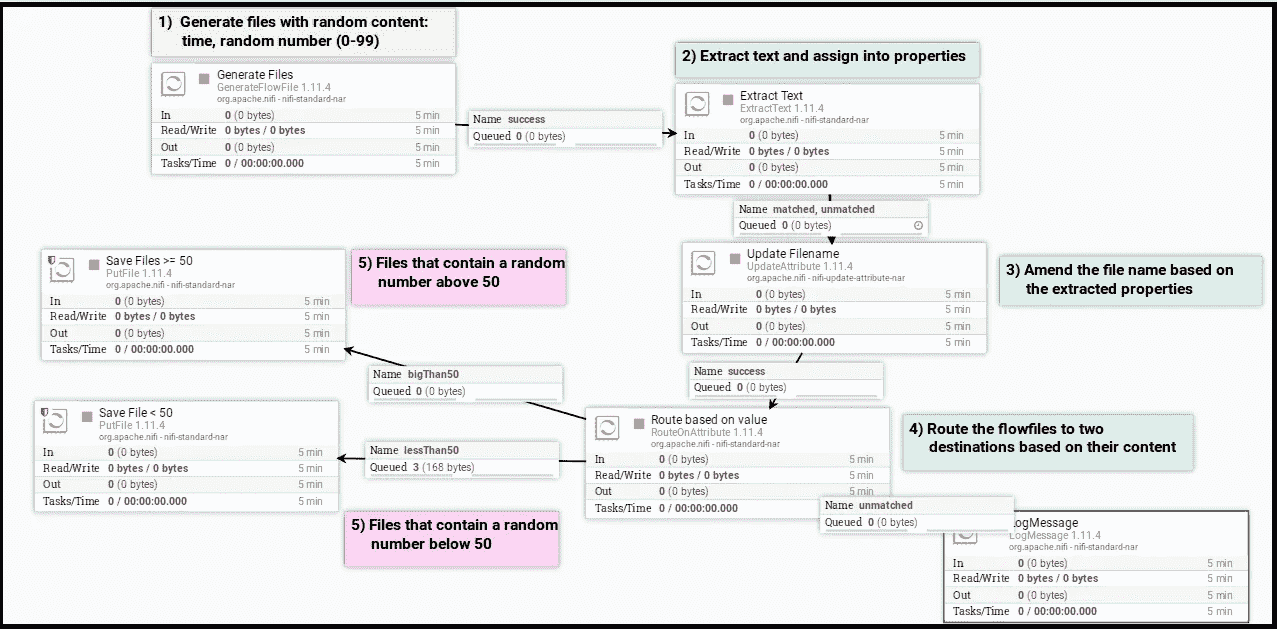 1) Generate files with random content:
time, random number (0-99)
Generate Files
GenerateFlowFile 1.11.4
org.apache.nifi - nifi-standard-nar
In 0 (0 bytes) 5 min
Read/Write 0 bytes / 0 bytes 5 min
Out 0 (0 bytes) 5 min
Tasks/Time 0 / 00:00:00.000 5 min
Name success
Queued 0 (0 bytes)
2) Extract text and assign into properties
Extract Text
ExtractText 1.11.4
org.apache.nifi - nifi-standard-nar
In 0 (0 bytes) 5 min
Read/Write 0 bytes / 0 bytes 5 min
Out 0 (0 bytes) 5 min
Tasks/Time 0 / 00:00:00.000 5 min
Name matched, unmatched
Queued 0 (0 bytes)
Update Filename
UpdateAttribute 1.11.4
org.apache.nifi - nifi-update-attribute-nar
In 0 (0 bytes) 5 min
Read/Write 0 bytes / 0 bytes 5 min
Out 0 (0 bytes) 5 min
Tasks/Time 0 / 00:00:00.000 5 min
3) Amend the file name based on
the extracted properties
Name success
Queued 0 (0 bytes)
Save Files >= 50
PutFile 1.11.4
org.apache.nifi - nifi-standard-nar
In 0 (0 bytes) 5 min
Read/Write 0 bytes / 0 bytes 5 min
Out 0 (0 bytes) 5 min
Tasks/Time 0 / 00:00:00.000 5 min
5) Files that contain a random
number above 50
Name bigThan50
Queued 0 (0 bytes)
Save File < 50
PutFile 1.11.4
org.apache.nifi - nifi-standard-nar
In 0 (0 bytes) 5 min
Read/Write 0 bytes / 0 bytes 5 min
Out 0 (0 bytes) 5 min
Tasks/Time 0 / 00:00:00.000 5 min
Name lessThan50
Queued 3 (168 bytes)
5) Files that contain a random
number below 50
Route based on value
RouteOnAttribute 1.11.4
org.apache.nifi - nifi-standard-nar
In 0 (0 bytes) 5 min
Read/Write 0 bytes / 0 bytes 5 min
Out 0 (0 bytes) 5 min
Tasks/Time 0 / 00:00:00.000
4) Route the flowfiles to two
destinations based on their content
Name unmatched
Queued 0 (0 bytes)
LogMessage
LogMessage 1.11.4
org.apache.nifi - nifi-standard-nar
In 0 (0 bytes) 5 min
Read/Write 0 bytes / 0 bytes 5 min
Out 0 (0 bytes) 5 min
Tasks/Time 0 / 00:00:00.000 5 min